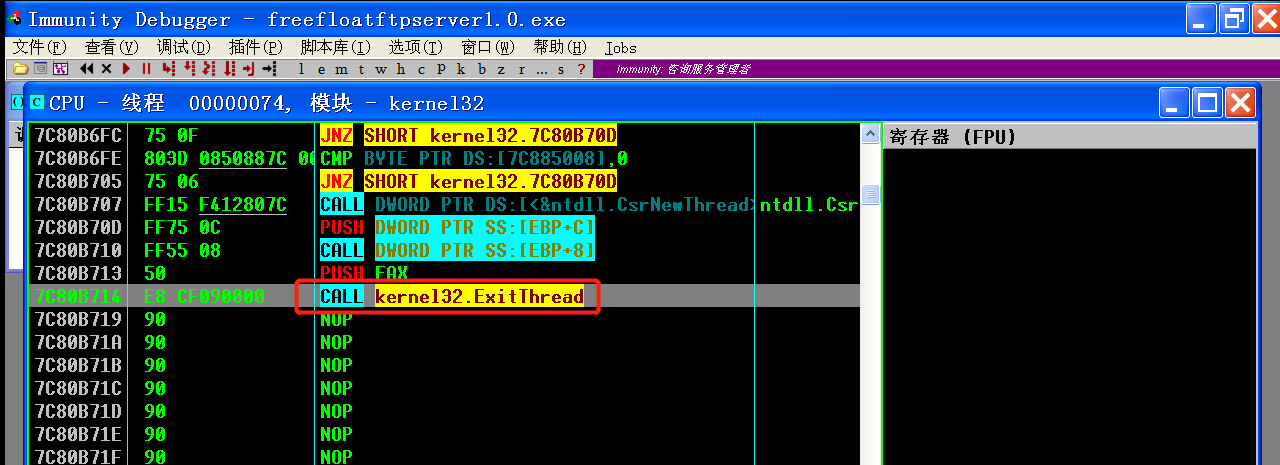 Immunity Debugger - freefloatftpserver1.0.exe
文件(F) 查看(V) 调试(D) 插件(P) 脚本库(I) 选项(T) 窗口(W) 帮助(H) Jobs
l e m t w h c p k b z r ... s ? Immunity: 咨询服务管理者
CPU - 线程 00000074, 模块 - kernel32
寄存器 (FPU)
7C80B6FC 75 0F JNZ SHORT kernel32.7C80B70D
7C80B6FE 803D 0850887C 00 CMP BYTE PTR DS:[7C885008],0
7C80B705 75 06 JNZ SHORT kernel32.7C80B70D
7C80B707 FF15 F412807C CALL DWORD PTR DS:[<&ntdll.CsrNewThread> ntdll.Csr
7C80B70D FF75 0C PUSH DWORD PTR SS:[EBP+C]
7C80B710 FF55 08 CALL DWORD PTR SS:[EBP+8]
7C80B713 50 PUSH EAX
7C80B714 E8 CF090000 CALL kernel32.ExitThread
7C80B719 90 NOP
7C80B71A 90 NOP
7C80B71B 90 NOP
7C80B71C 90 NOP
7C80B71D 90 NOP
7C80B71E 90 NOP
7C80B71F 90 NOP